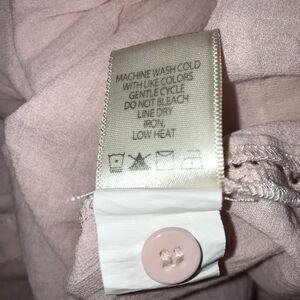 MACHINE WASH COLD
WITH LIKE COLORS
GENTLE CYCLE
DO NOT BLEACH
LINE DRY
IRON,
LOW HEAT